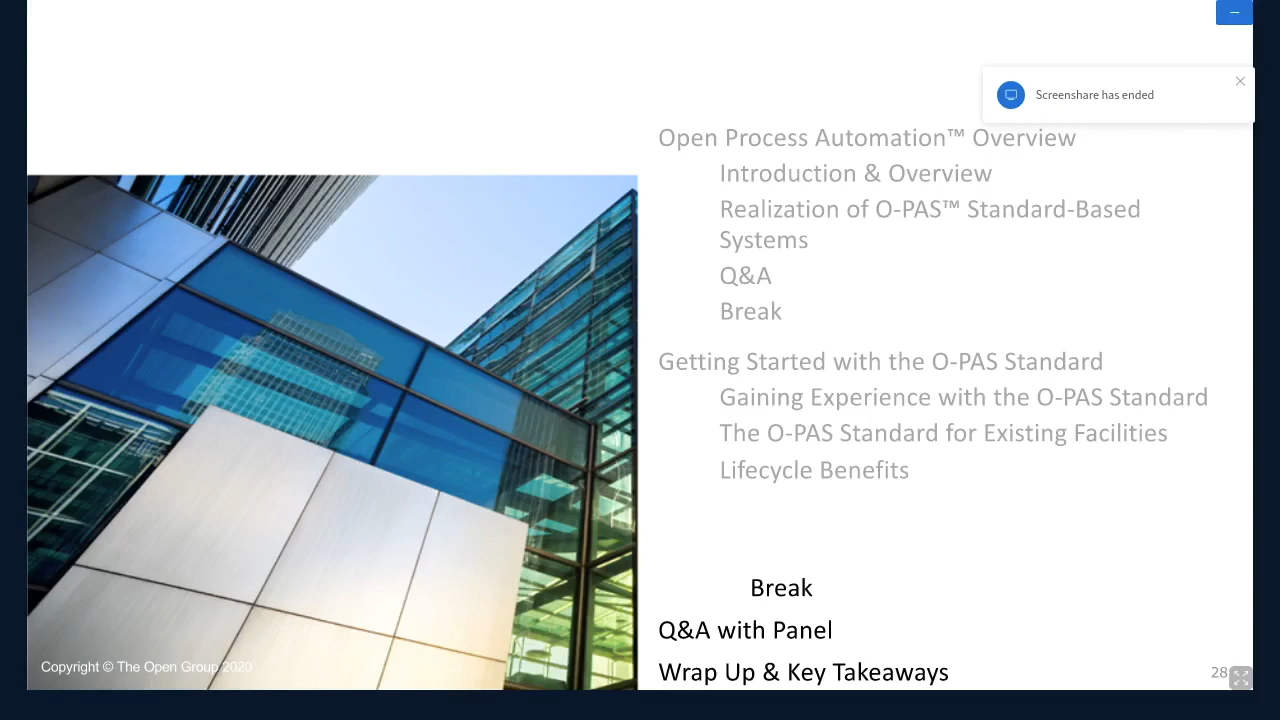 Screenshare has ended
Open Process Automation™ Overview
Introduction & Overview
Realization of O-PAS™ Standard-Based
Systems
Q&A
Break
Getting Started with the O-PAS Standard
Gaining Experience with the O-PAS Standard
The O-PAS Standard for Existing Facilities
Lifecycle Benefits
Break
Q&A with Panel
Wrap Up & Key Takeaways
Copyright © The Open Group 2020
28